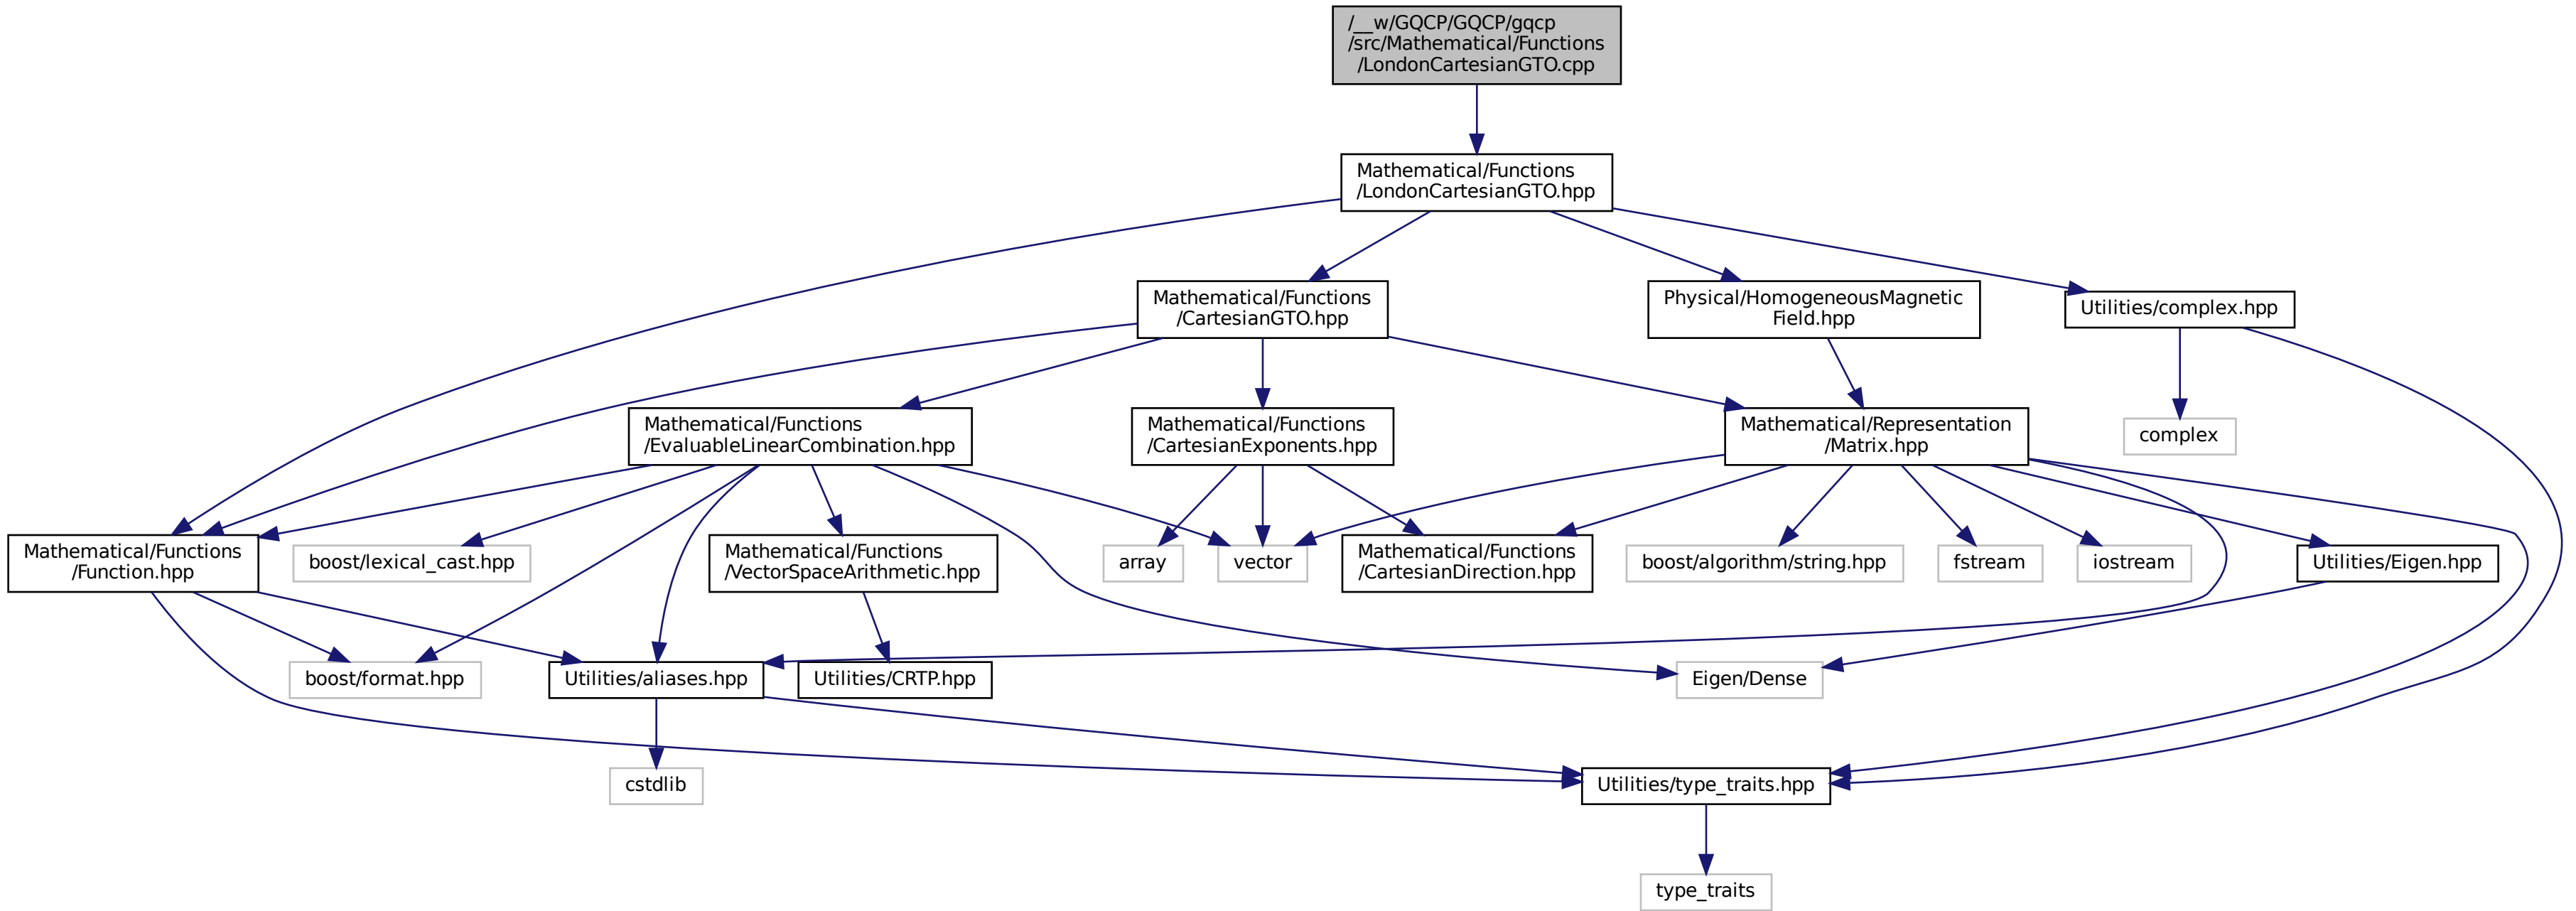 /__w/GQCP/GQCP/gqcp
/src/Mathematical/Functions
/LondonCartesianGTO.cpp
Mathematical/Functions
/LondonCartesianGTO.hpp
Mathematical/Functions
/CartesianGTO.hpp
Physical/HomogeneousMagnetic
Field.hpp
Utilities/complex.hpp
Mathematical/Functions
/EvaluableLinearCombination.hpp
Mathematical/Functions
/CartesianExponents.hpp
Mathematical/Representation
/Matrix.hpp
complex
Mathematical/Functions
/Function.hpp
boost/lexical_cast.hpp
Mathematical/Functions
/VectorSpaceArithmetic.hpp
array
vector
Mathematical/Functions
/CartesianDirection.hpp
boost/algorithm/string.hpp
fstream
iostream
Utilities/Eigen.hpp
boost/format.hpp
Utilities/aliases.hpp
Utilities/CRTP.hpp
Eigen/Dense
cstdlib
Utilities/type_traits.hpp
type_traits